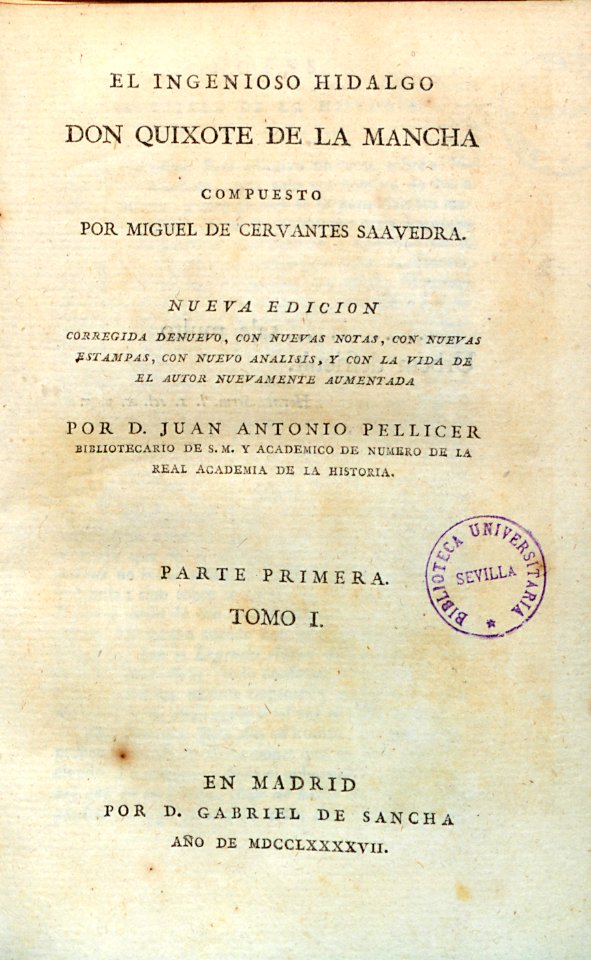 EL INGENIOSO HIDALGO
DON QUIXOTE DE LA MANCHA
COMPUESTO
POR MIGUEL DE CERVANTES SAAVEDRA.
NUEVA EDICION
CORREGIDA DENUEVO, CON NUEVAS NOTAS, CON NUEVAS
ESTAMPAS, CON NUEVO ANALISIS, Y CON LA VIDA DE
EL AUTOR NUEVAMENTE AUMENTADA
POR D. JUAN ANTONIO PELLICER
BIBLIOTECARIO DE S. M. Y ACADEMICO DE NUMERO DE LA
REAL ACADEMIA DE LA HISTORIA.
PARTE PRIMERA.
TOMO I.
BIBLIOTECA UNIVERSITARIA
SEVILLA
EN MADRID
POR D. GABRIEL DE SANCHA
AÑO DE MDCCLXXXXVII.